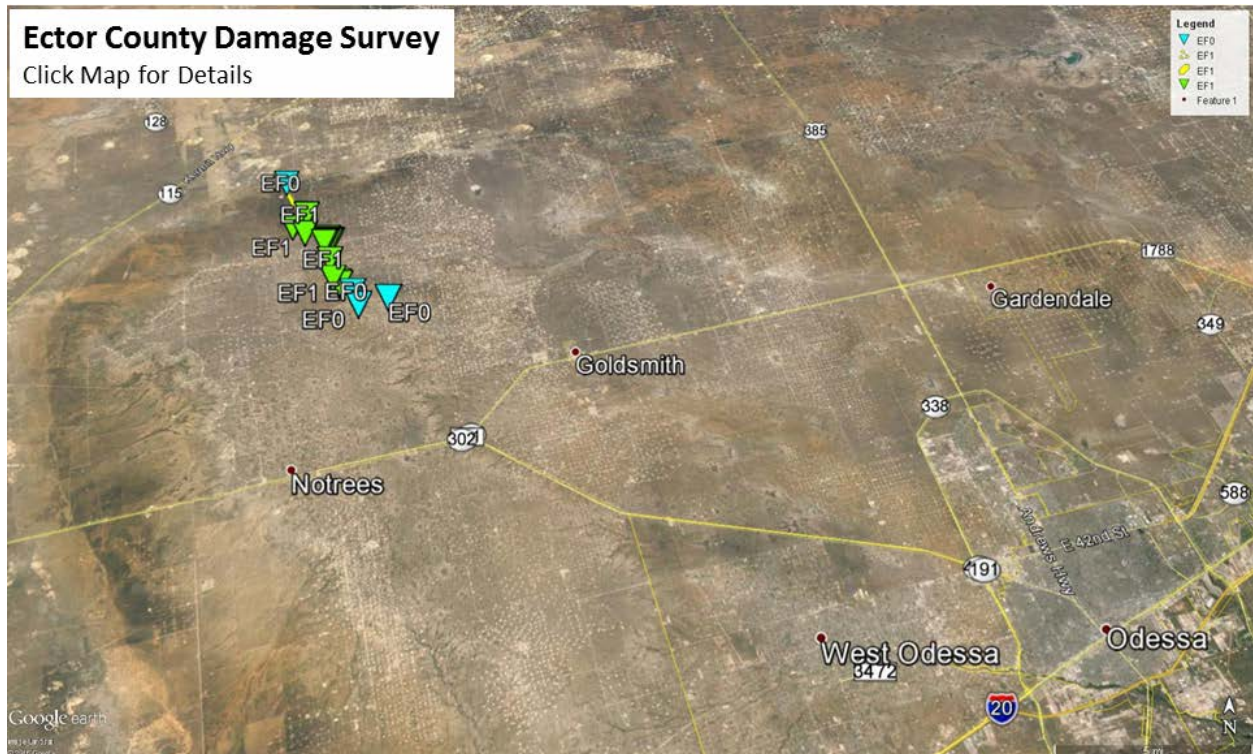 Ector County Damage Survey
Click Map for Details
Legend
EF0
EF1
EF1
EF1
Feature 1
128
385
115
EF0
EF1
EF1
EF1
EF1
EF0
EF0
EF0
1788
Gardendale
349
Goldsmith
338
302
Notrees
588
Andrews Hwy
E 42nd St
191
Odessa
West Odessa
3472
20
Google earth
N